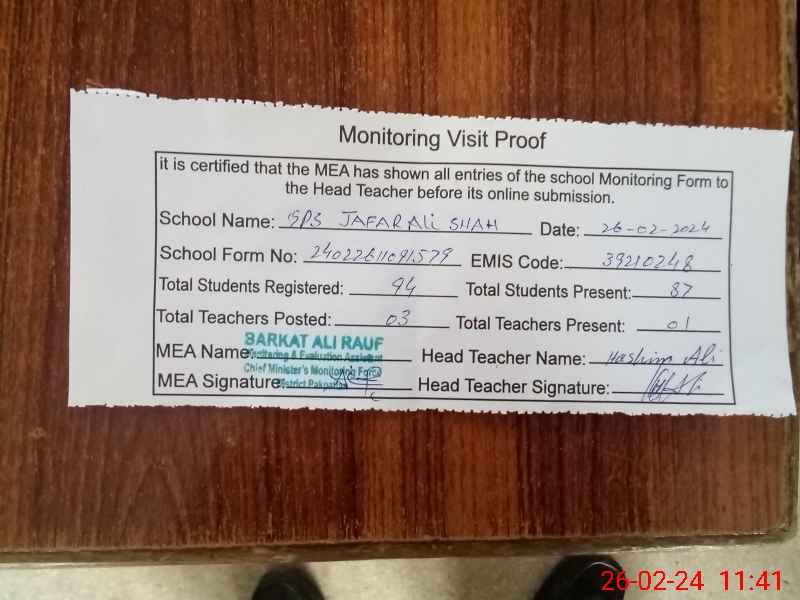 Monitoring Visit Proof
it is certified that the MEA has shown all entries of the school Monitoring Form to
the Head Teacher before its online submission.
School Name: GPS JAFAR Ali SHAH Date: 26-02-2024
School Form No: 24022611091579 EMIS Code: 39210248
Total Students Registered: 94 Total Students Present: 87
Total Teachers Posted: 03 Total Teachers Present: 01
BARKAT ALI RAUF
MEA Name Monitoring & Evaluation Assistant Head Teacher Name: Hashim Ali
Chief Minister's Monitoring Force
MEA Signature District Pakpattan Head Teacher Signature:
26-02-24 11:41